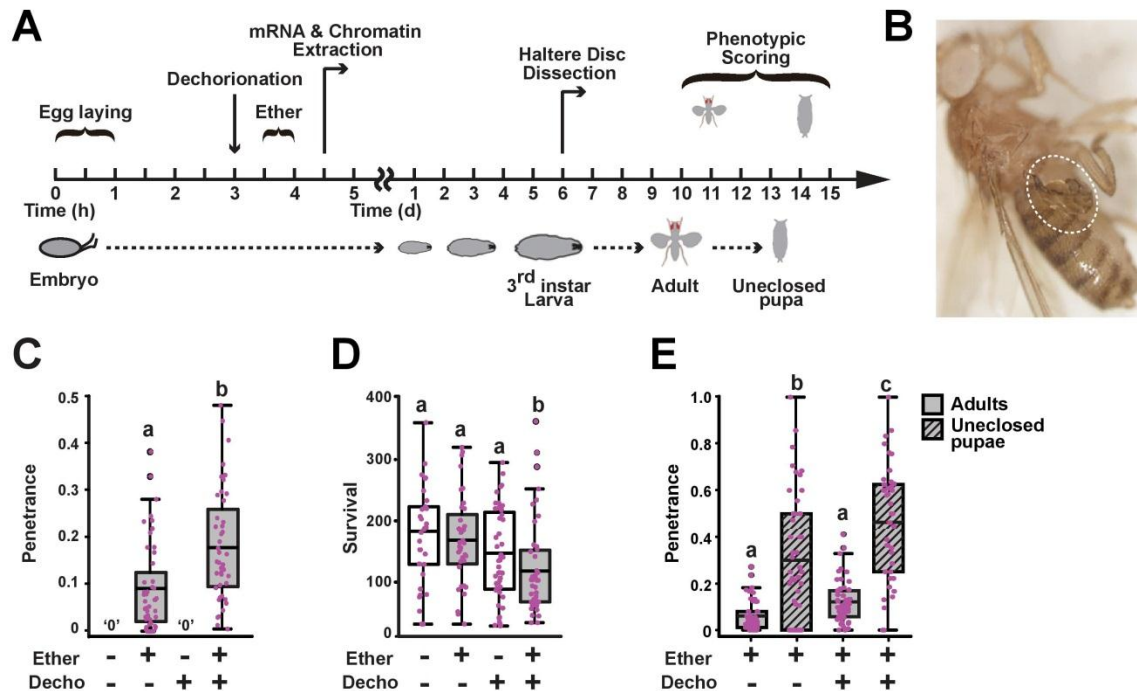 A
mRNA & Chromatin
Extraction
Dechorionation
Egg laying
Ether
Haltere Disc
Dissection
Phenotypic
Scoring
0 1 2 3 4 5 1 2 3 4 5 6 7 8 9 10 11 12 13 14 15
Time (h) Time (d)
Embryo
3rd instar
Larva
Adult
Uneclosed
pupa
B
C
0.5
0.4
0.3
0.2
0.1
0
Penetrance
a
b
'0' '0'
Ether - + - +
Decho - - + +
D
400
300
200
100
0
Survival
a a a b
- + - +
- - + +
E
1.0
0.8
0.6
0.4
0.2
0
Penetrance
a b a c
Ether + + + +
Decho - - + +
Adults
Uneclosed
pupae